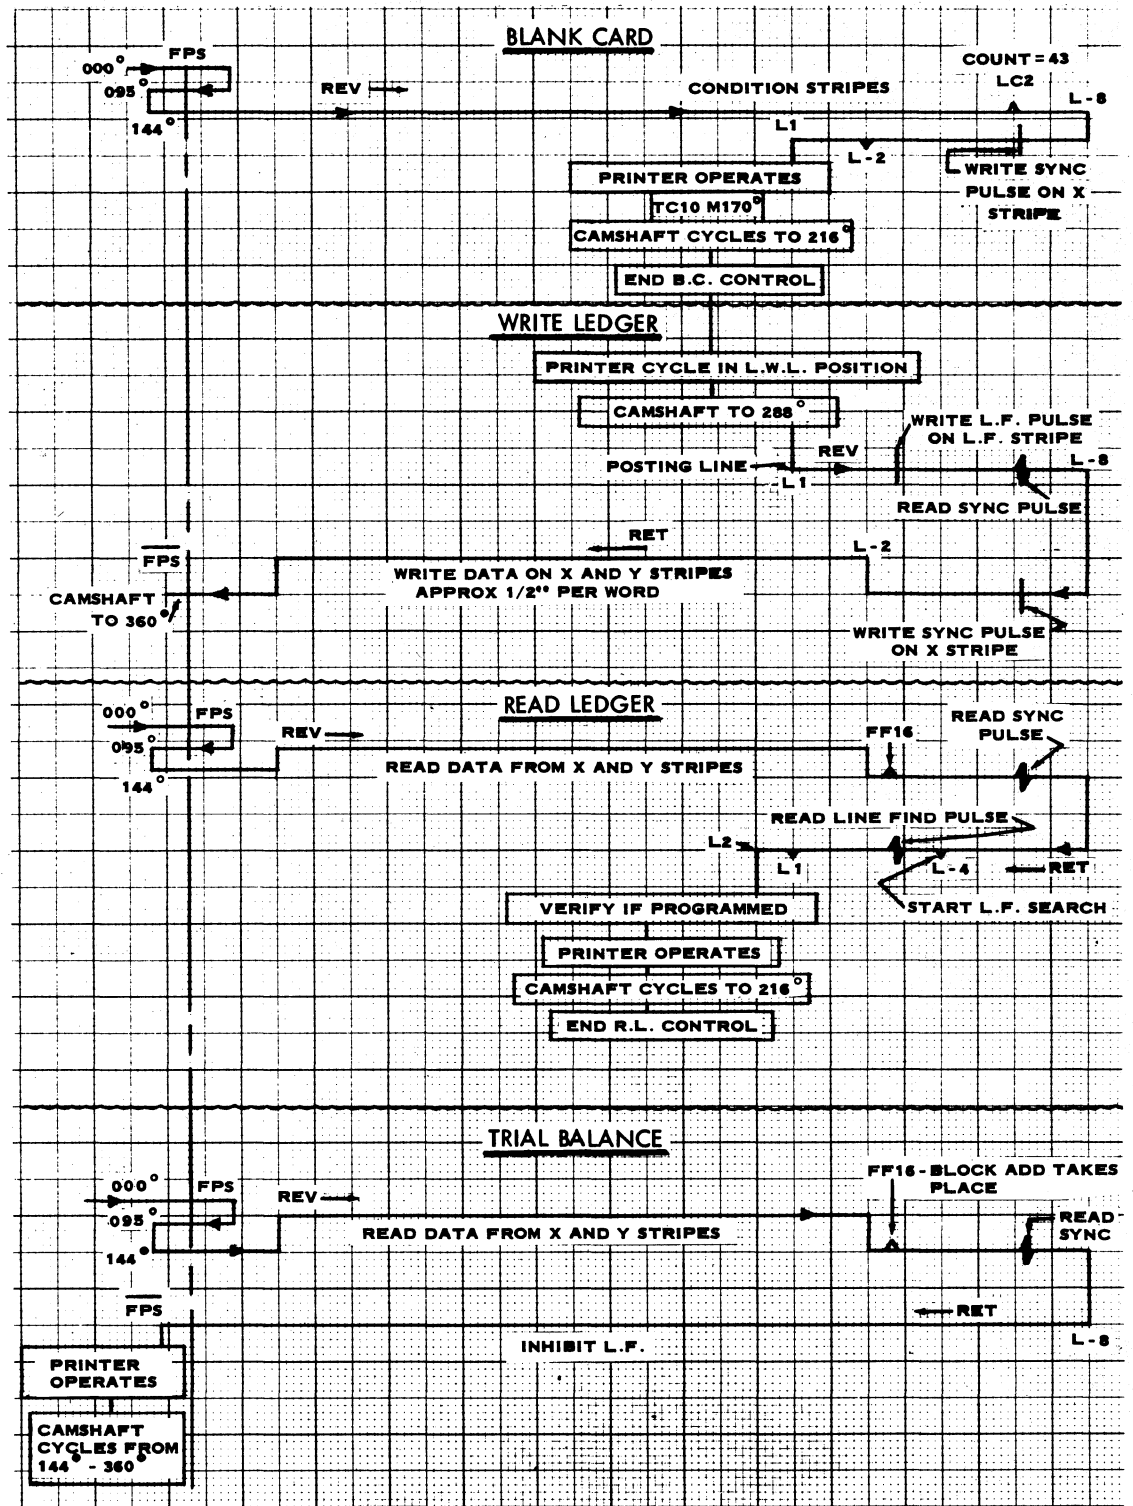 BLANK CARD
FPS
000°
095°
144°
REV
CONDITION STRIPES
COUNT = 43
LC2
L-8
L1
L-2
WRITE SYNC
PULSE ON X
STRIPE
PRINTER OPERATES
TC10 M170°
CAMSHAFT CYCLES TO 216°
END B.C. CONTROL
WRITE LEDGER
PRINTER CYCLE IN L.W.L. POSITION
CAMSHAFT TO 288°
WRITE L.F. PULSE
ON L.F. STRIPE
POSTING LINE
REV
L1
L-8
READ SYNC PULSE
RET
FPS
L-2
WRITE DATA ON X AND Y STRIPES
APPROX 1/2" PER WORD
CAMSHAFT
TO 360°
WRITE SYNC PULSE
ON X STRIPE
READ LEDGER
000°
FPS
095°
144°
REV
READ DATA FROM X AND Y STRIPES
FF16
READ SYNC
PULSE
READ LINE FIND PULSE
L2
L1
L-4
RET
START L.F. SEARCH
VERIFY IF PROGRAMMED
PRINTER OPERATES
CAMSHAFT CYCLES TO 216°
END R.L. CONTROL
TRIAL BALANCE
000°
FPS
095°
144°
REV
READ DATA FROM X AND Y STRIPES
FF16-BLOCK ADD TAKES
PLACE
READ
SYNC
FPS
RET
INHIBIT L.F.
L-8
PRINTER
OPERATES
CAMSHAFT
CYCLES FROM
144° - 360°